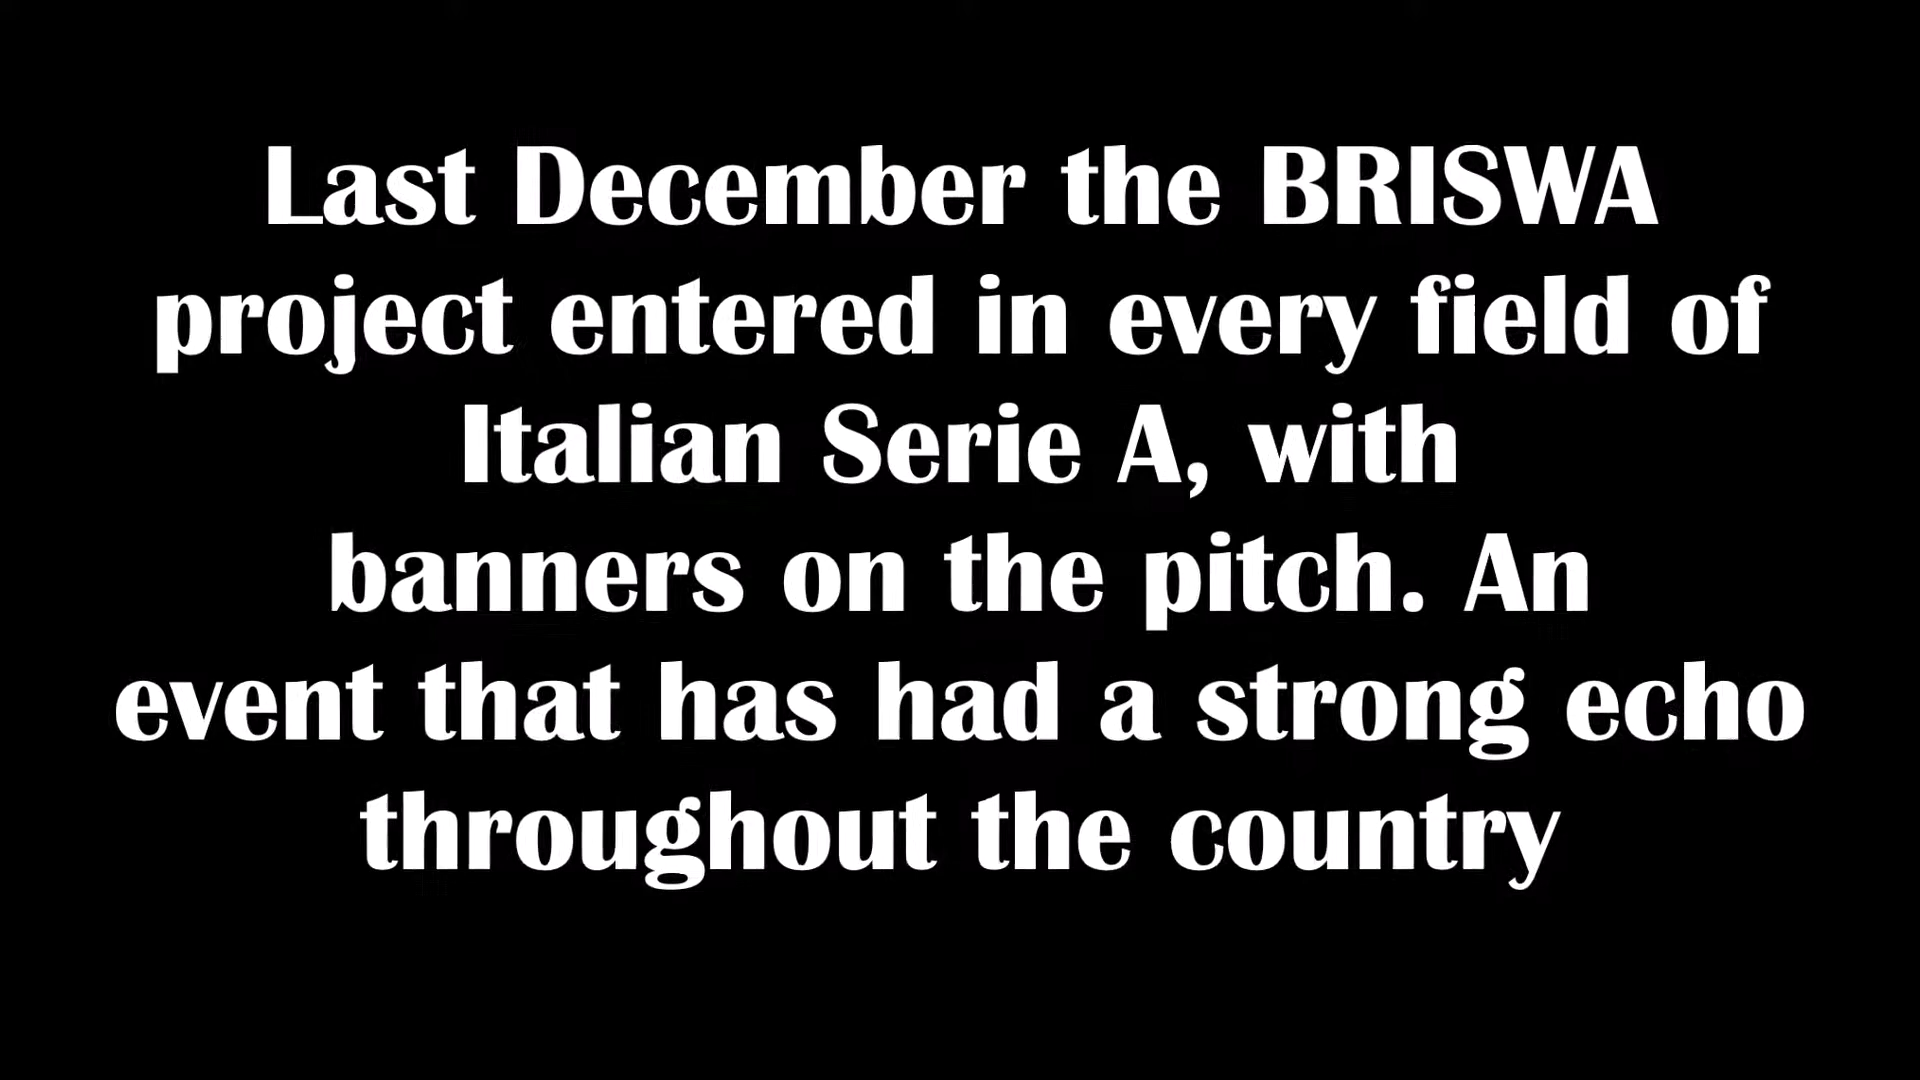 Last December the BRISWA
project entered in every field of
Italian Serie A, with
banners on the pitch. An
event that has had a strong echo
throughout the country